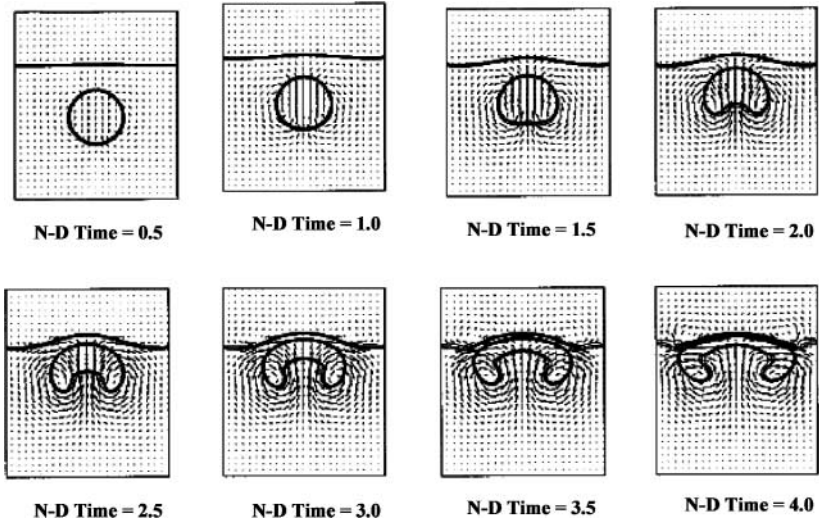 N-D Time = 0.5
N-D Time = 1.0
N-D Time = 1.5
N-D Time = 2.0
N-D Time = 2.5
N-D Time = 3.0
N-D Time = 3.5
N-D Time = 4.0